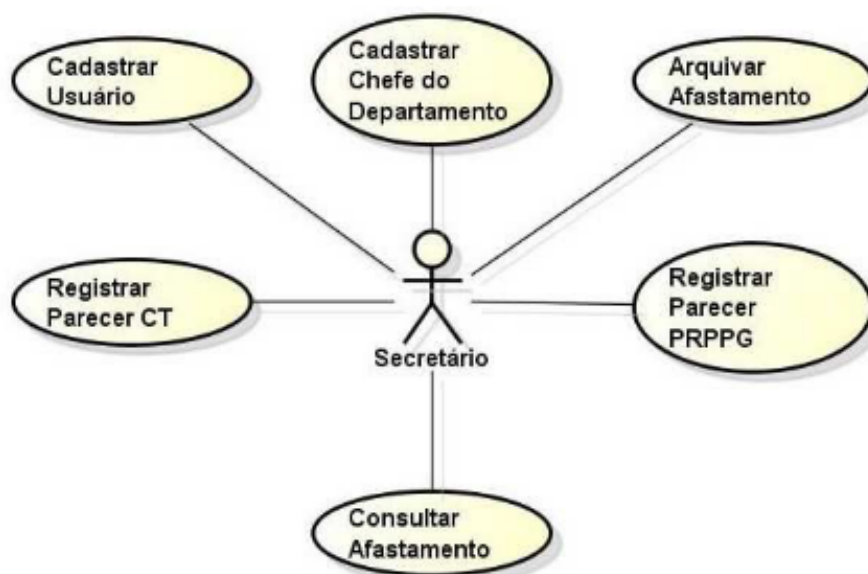 Cadastrar
Usuário
Cadastrar
Chefe do
Departamento
Arquivar
Afastamento
Registrar
Parecer CT
Secretário
Registrar
Parecer
PRPPG
Consultar
Afastamento